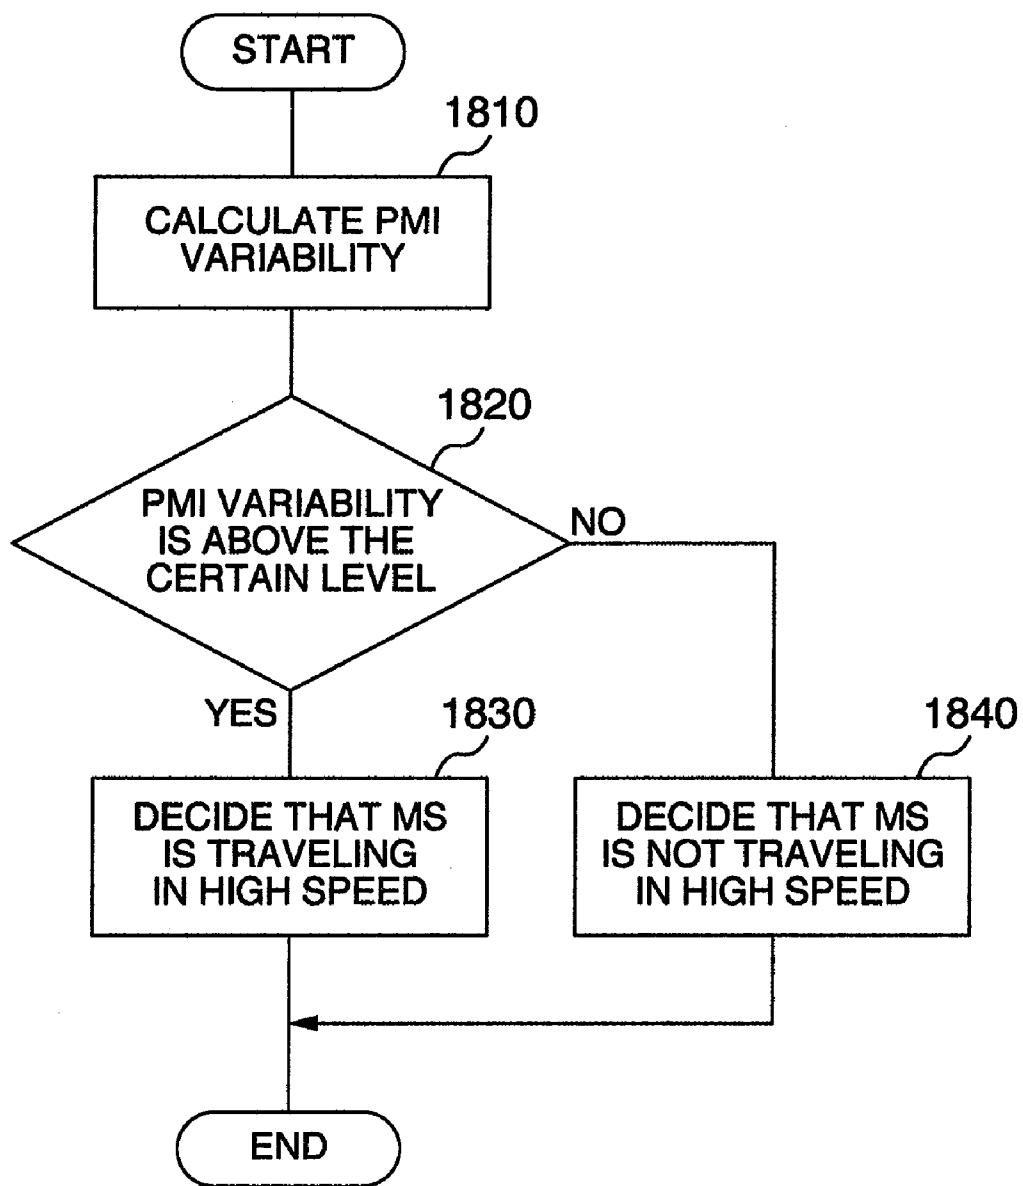 START
1810
CALCULATE PMI
VARIABILITY
1820
PMI VARIABILITY
IS ABOVE THE
CERTAIN LEVEL
NO
YES
1830
DECIDE THAT MS
IS TRAVELING
IN HIGH SPEED
1840
DECIDE THAT MS
IS NOT TRAVELING
IN HIGH SPEED
END